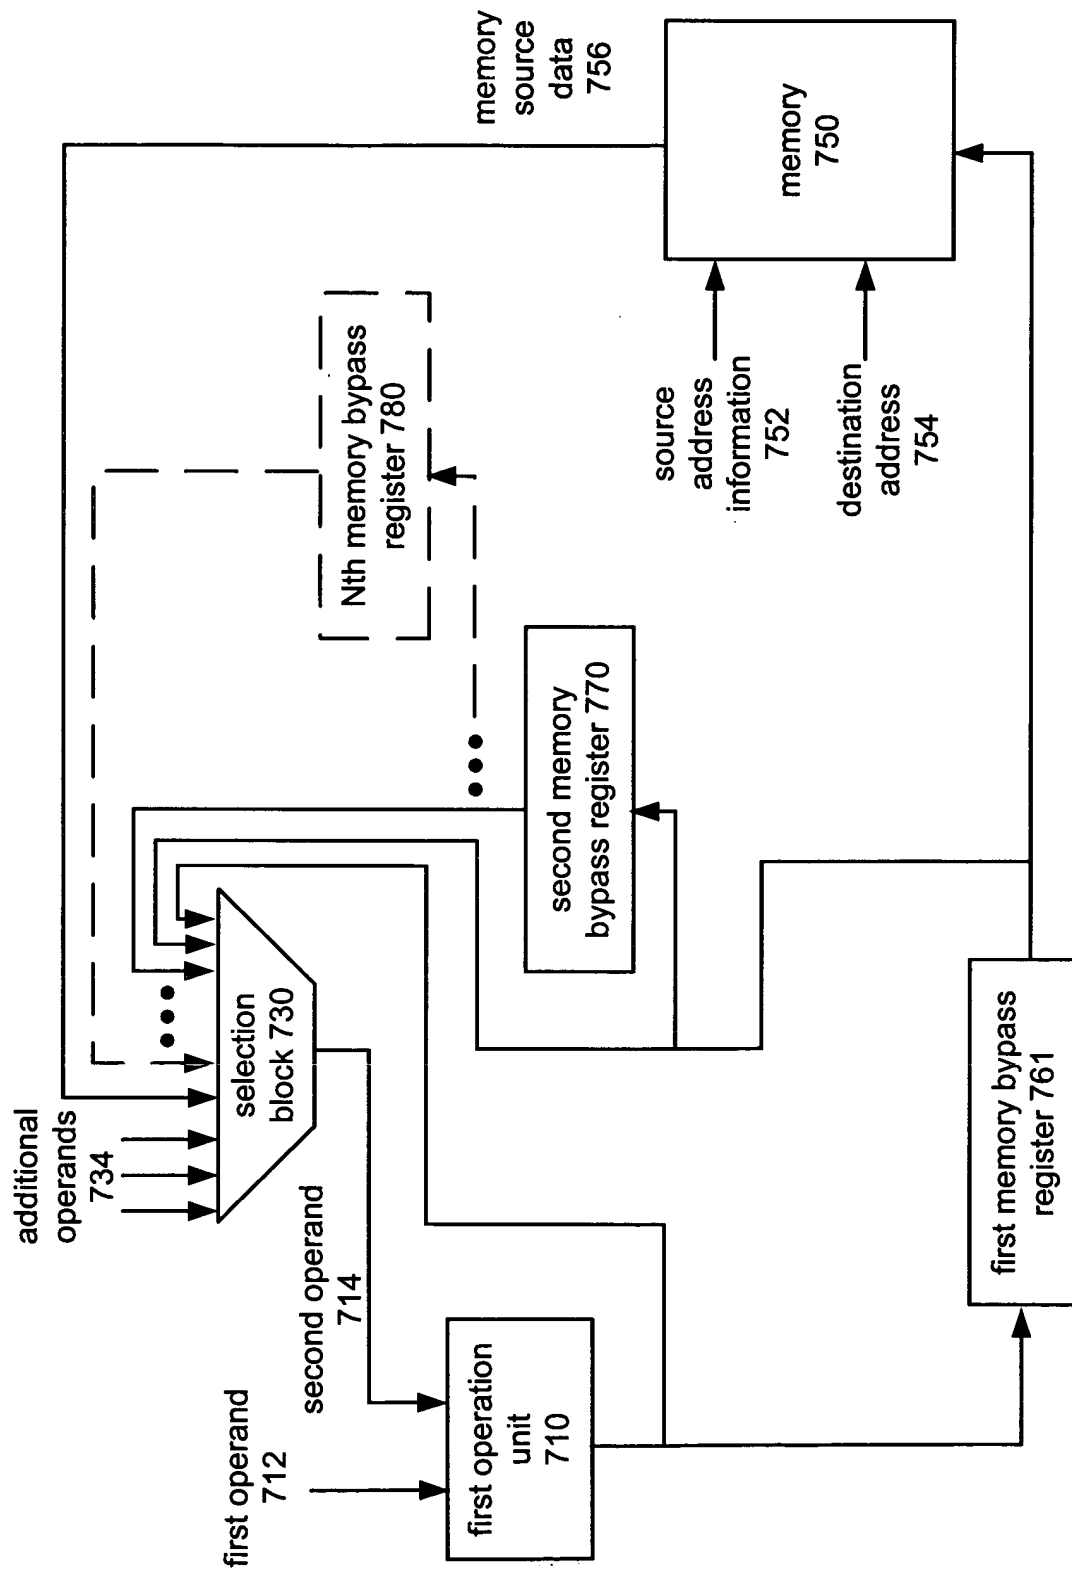 additional
operands
734
selection
block 730
first operand
712
second operand
714
first operation
unit
710
first memory bypass
register 761
second memory
bypass register 770
Nth memory bypass
register 780
source
address
information
752
destination
address
754
memory
750
memory
source
data
756